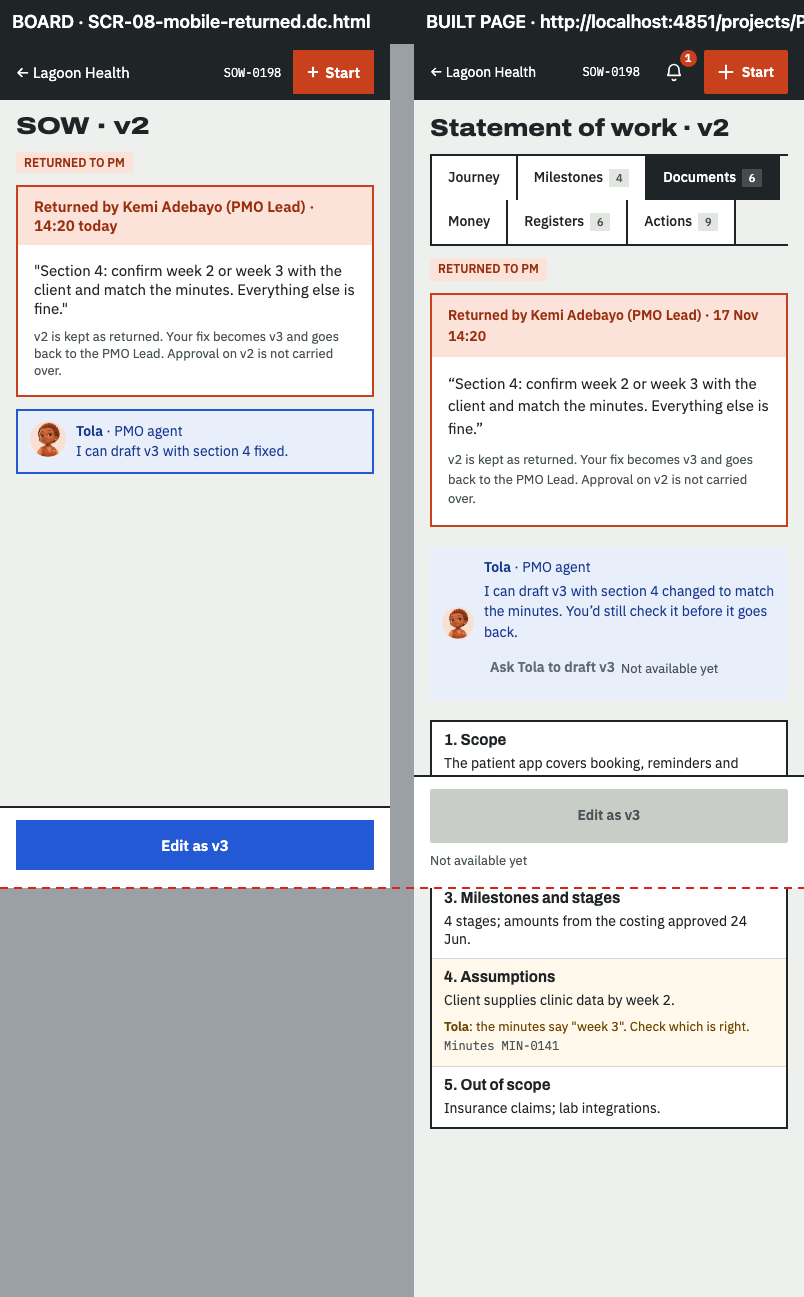 BOARD · SCR-08-mobile-returned.dc.html
← Lagoon Health
SOW-0198
+ Start
SOW · v2
RETURNED TO PM
Returned by Kemi Adebayo (PMO Lead) ·
14:20 today
"Section 4: confirm week 2 or week 3 with the
client and match the minutes. Everything else is
fine."
v2 is kept as returned. Your fix becomes v3 and goes
back to the PMO Lead. Approval on v2 is not carried
over.
Tola · PMO agent
I can draft v3 with section 4 fixed.
Edit as v3
BUILT PAGE · http://localhost:4851/projects/
← Lagoon Health
SOW-0198
1
+ Start
Statement of work · v2
Journey
Milestones 4
Documents 6
Money
Registers 6
Actions 9
RETURNED TO PM
Returned by Kemi Adebayo (PMO Lead) · 17 Nov
14:20
“Section 4: confirm week 2 or week 3 with the
client and match the minutes. Everything else is
fine.”
v2 is kept as returned. Your fix becomes v3 and goes
back to the PMO Lead. Approval on v2 is not carried
over.
Tola · PMO agent
I can draft v3 with section 4 changed to match
the minutes. You’d still check it before it goes
back.
Ask Tola to draft v3 Not available yet
1. Scope
The patient app covers booking, reminders and
Edit as v3
Not available yet
3. Milestones and stages
4 stages; amounts from the costing approved 24
Jun.
4. Assumptions
Client supplies clinic data by week 2.
Tola: the minutes say "week 3". Check which is right.
Minutes MIN-0141
5. Out of scope
Insurance claims; lab integrations.